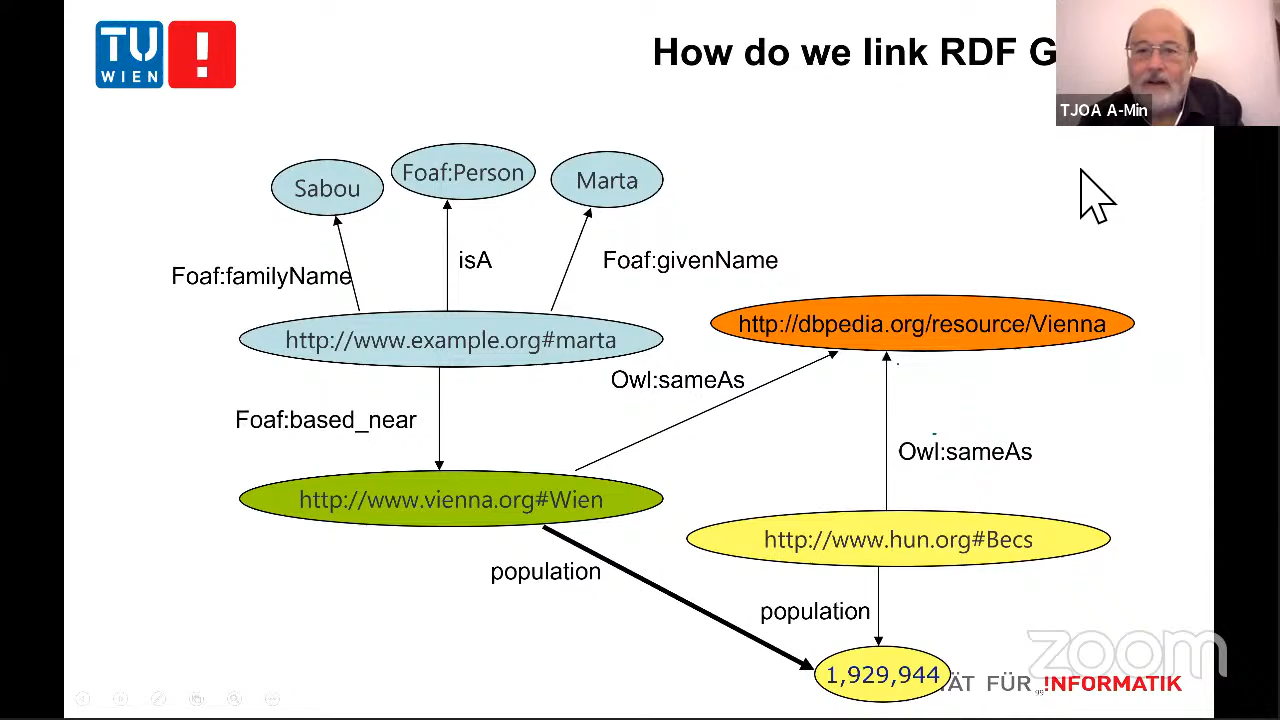 TU
WIEN
!
How do we link RDF G
TJOA A-Min
Sabou
Foaf:Person
Marta
Foaf:familyName
isA
Foaf:givenName
http://www.example.org#marta
http://dbpedia.org/resource/Vienna
Owl:sameAs
Foaf:based_near
Owl:sameAs
http://www.vienna.org#Wien
http://www.hun.org#Becs
population
population
1,929,944
zoom
ÄT FÜR !NFORMATIK